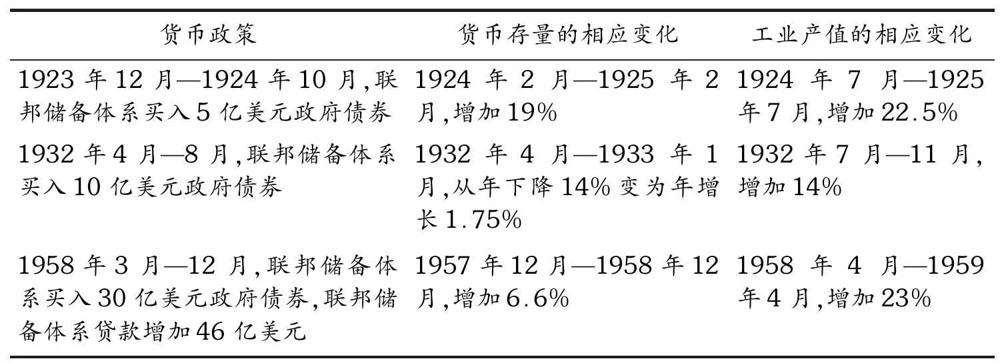 货币政策 货币存量的相应变化 工业产值的相应变化
1923 年 12 月—1924 年 10 月,联 1924 年 2 月—1925 年 2 1924 年 7 月—1925
邦储备体系买入 5 亿美元政府债券 月,增加 19% 年 7 月,增加 22.5%
1932 年 4 月—8 月,联邦储备体系 1932 年 4 月—1933 年 1 1932 年 7 月—11 月,
买入 10 亿美元政府债券 月,从年下降 14% 变为年增 增加 14%
长 1.75%
1958 年 3 月—12 月,联邦储备体 1957 年 12 月—1958 年 12 1958 年 4 月—1959
系买入 30 亿美元政府债券,联邦储 月,增加 6.6% 年 4 月,增加 23%
备体系贷款增加 46 亿美元